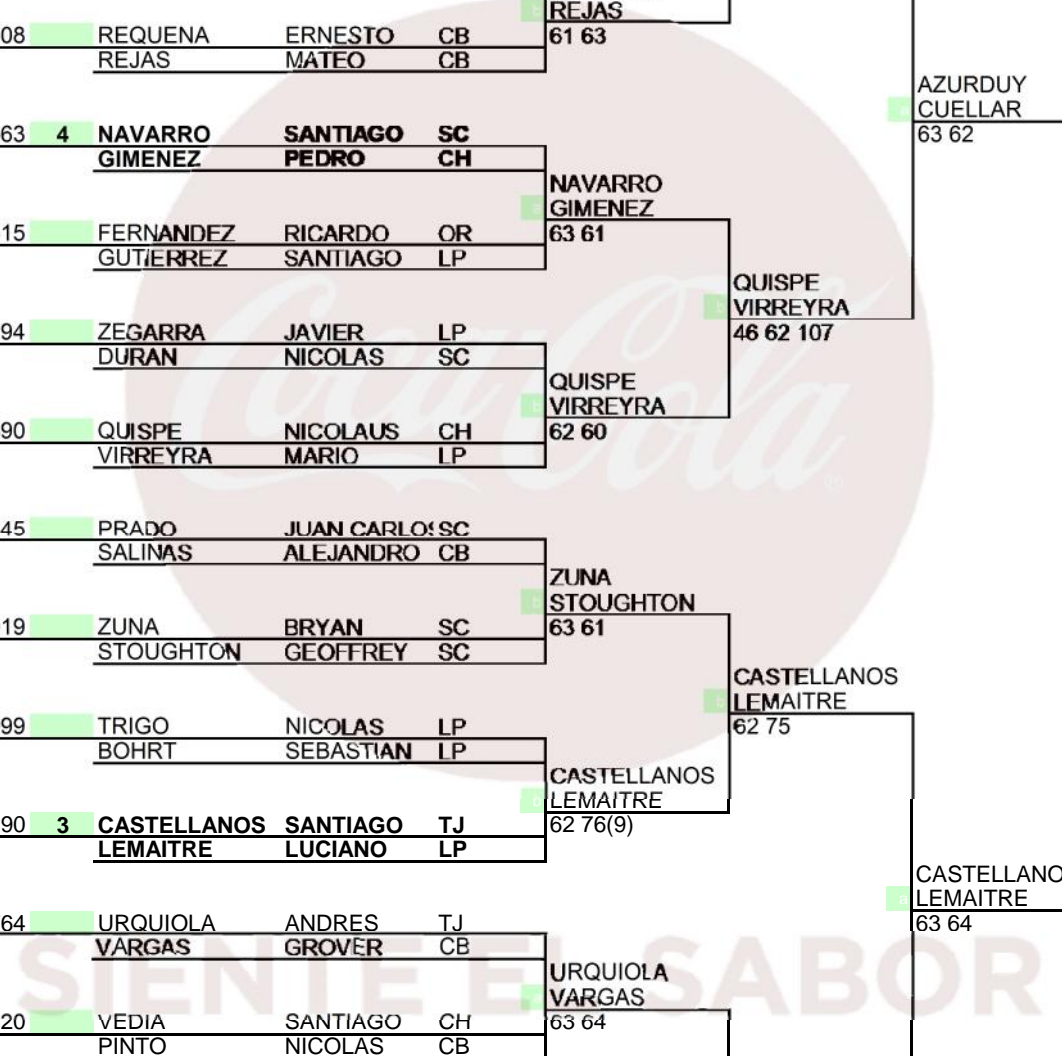 REJAS
08 REQUENA ERNESTO CB 61 63
REJAS MATEO CB
AZURDUY
CUELLAR
63 4 NAVARRO SANTIAGO SC 63 62
GIMENEZ PEDRO CH
NAVARRO
GIMENEZ
15 FERNANDEZ RICARDO OR 63 61
GUTIERREZ SANTIAGO LP
QUISPE
VIRREYRA
94 ZEGARRA JAVIER LP 46 62 107
DURAN NICOLAS SC
QUISPE
VIRREYRA
90 QUISPE NICOLAUS CH 62 60
VIRREYRA MARIO LP
Coca-Cola
®
45 PRADO JUAN CARLOS SC
SALINAS ALEJANDRO CB
ZUNA
STOUGHTON
19 ZUNA BRYAN SC 63 61
STOUGHTON GEOFFREY SC
CASTELLANOS
LEMAITRE
99 TRIGO NICOLAS LP 62 75
BOHRT SEBASTIAN LP
CASTELLANOS
LEMAITRE
90 3 CASTELLANOS SANTIAGO TJ 62 76(9)
LEMAITRE LUCIANO LP
CASTELLANO
LEMAITRE
64 URQUIOLA ANDRES TJ 63 64
VARGAS GROVER CB
SIENTE EL SABOR
URQUIOLA
VARGAS
20 VEDIA SANTIAGO CH 63 64
PINTO NICOLAS CB